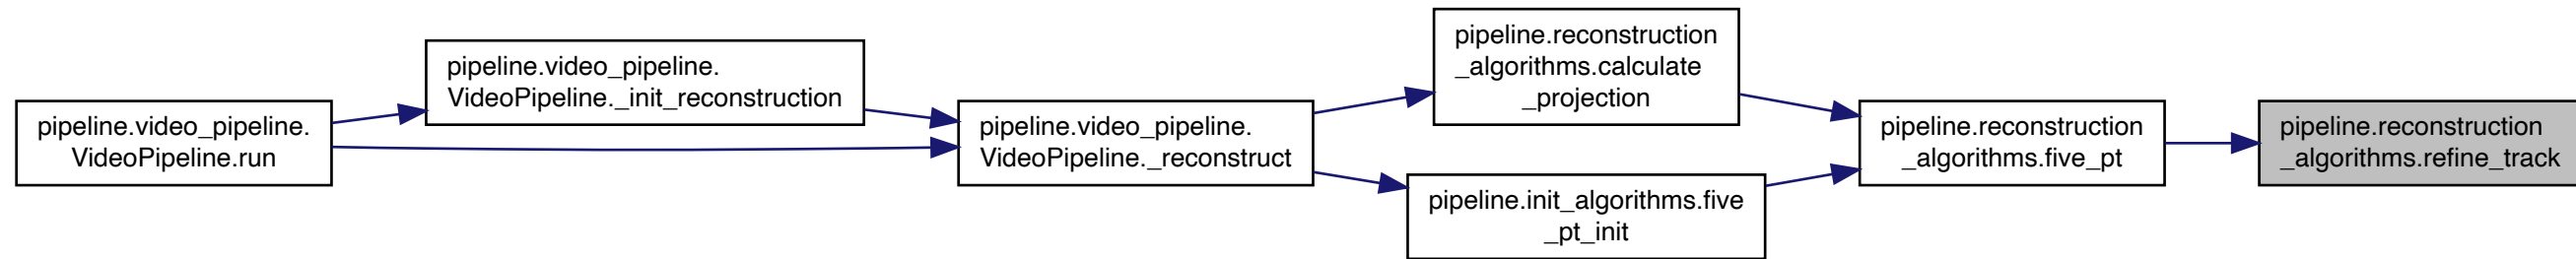 pipeline.video_pipeline.
VideoPipeline.run
pipeline.video_pipeline.
VideoPipeline._init_reconstruction
pipeline.video_pipeline.
VideoPipeline._reconstruct
pipeline.reconstruction
_algorithms.calculate
_projection
pipeline.init_algorithms.five
_pt_init
pipeline.reconstruction
_algorithms.five_pt
pipeline.reconstruction
_algorithms.refine_track